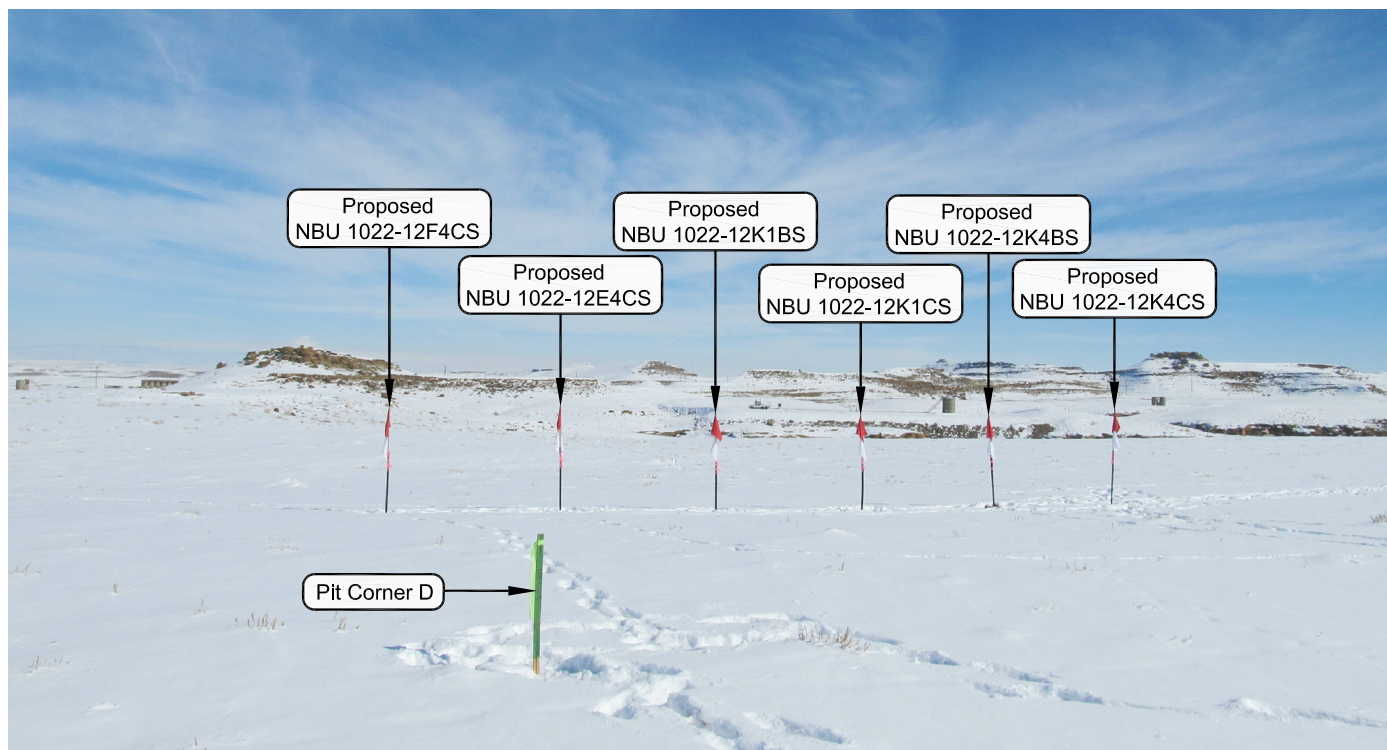 Proposed
NBU 1022-12F4CS
Proposed
NBU 1022-12E4CS
Proposed
NBU 1022-12K1BS
Proposed
NBU 1022-12K1CS
Proposed
NBU 1022-12K4BS
Proposed
NBU 1022-12K4CS
Pit Corner D